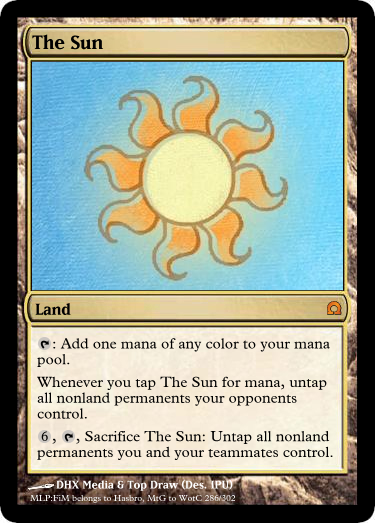 The Sun
Land
: Add one mana of any color to your mana
pool.
Whenever you tap The Sun for mana, untap
all nonland permanents your opponents
control.
6, , Sacrifice The Sun: Untap all nonland
permanents you and your teammates control.
DHX Media & Top Draw (Des. IPU)
MLP:FiM belongs to Hasbro, MtG to WotC 286/302